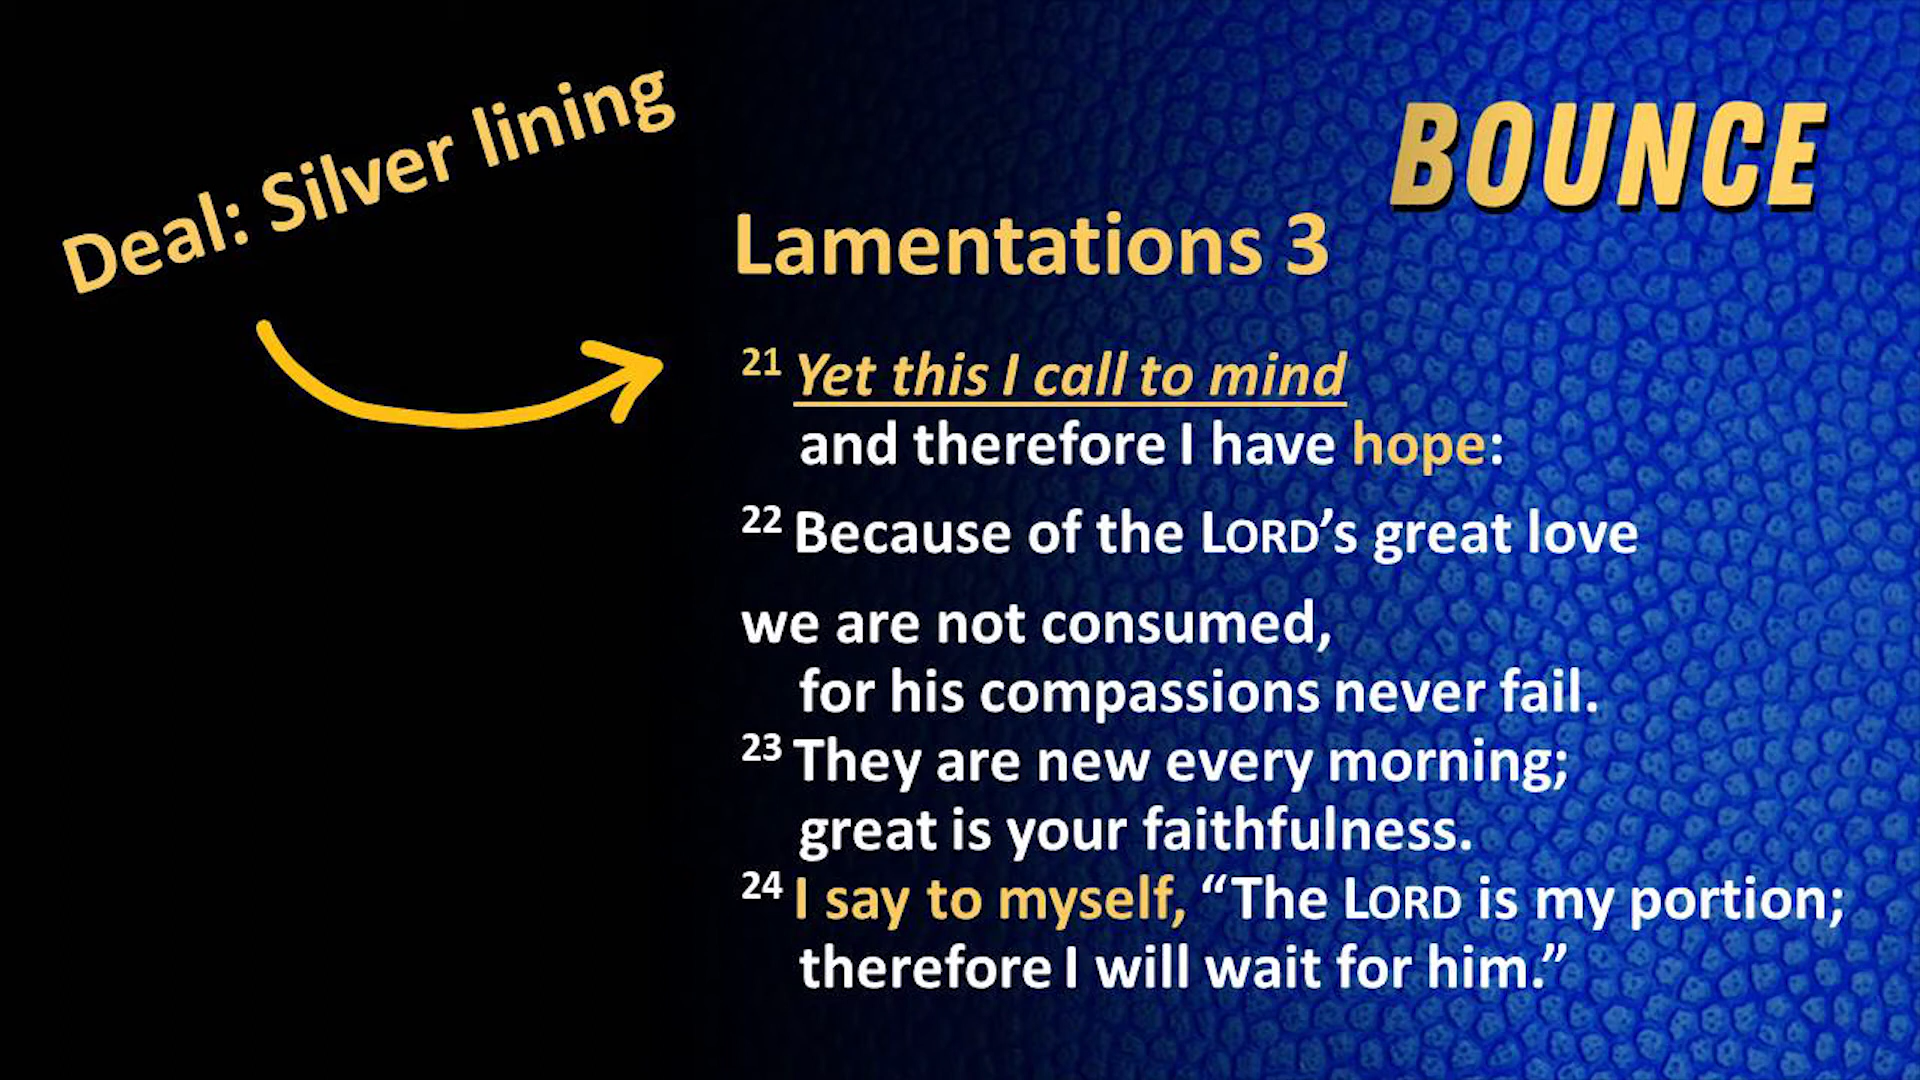 Deal: Silver lining
BOUNCE
Lamentations 3
21 Yet this I call to mind
and therefore I have hope:
22 Because of the LORD’s great love
we are not consumed,
for his compassions never fail.
23 They are new every morning;
great is your faithfulness.
24 I say to myself, “The LORD is my portion;
therefore I will wait for him.”